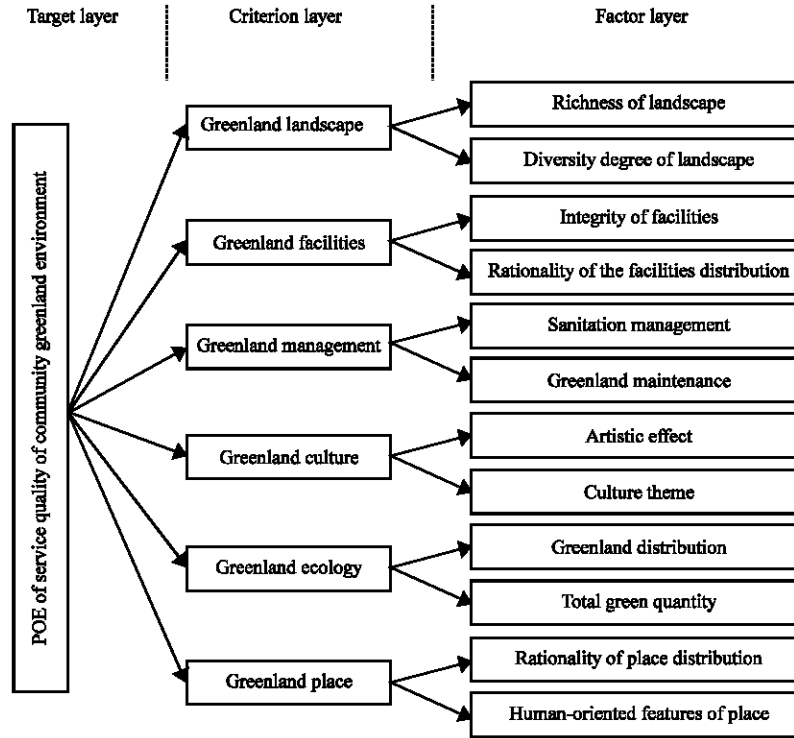 Target layer
Criterion layer
Factor layer
POE of service quality of community greenland environment
Greenland landscape
Richness of landscape
Diversity degree of landscape
Greenland facilities
Integrity of facilities
Rationality of the facilities distribution
Greenland management
Sanitation management
Greenland maintenance
Greenland culture
Artistic effect
Culture theme
Greenland ecology
Greenland distribution
Total green quantity
Greenland place
Rationality of place distribution
Human-oriented features of place